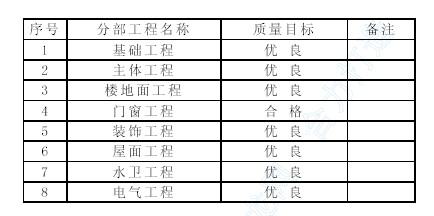 序号 分部工程名称 质量目标 备注
1 基础工程 优 良
2 主体工程 优 良
3 楼地面工程 优 良
4 门窗工程 合 格
5 装饰工程 优 良
6 屋面工程 优 良
7 水卫工程 优 良
8 电气工程 优 良